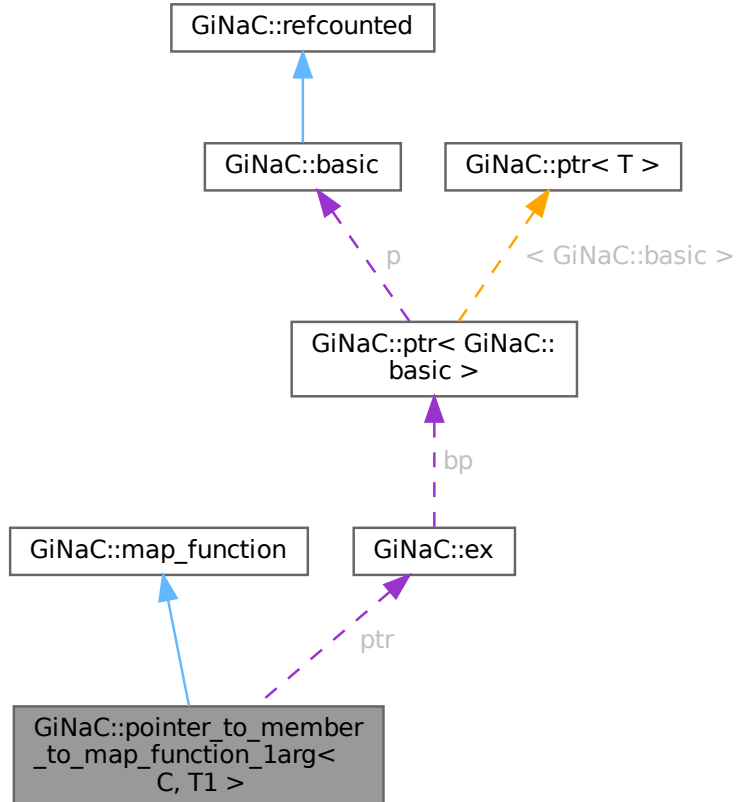 GiNaC::refcounted
GiNaC::basic
GiNaC::ptr< T >
p
< GiNaC::basic >
GiNaC::ptr< GiNaC::
basic >
bp
GiNaC::map_function
GiNaC::ex
ptr
GiNaC::pointer_to_member
_to_map_function_1arg<
C, T1 >